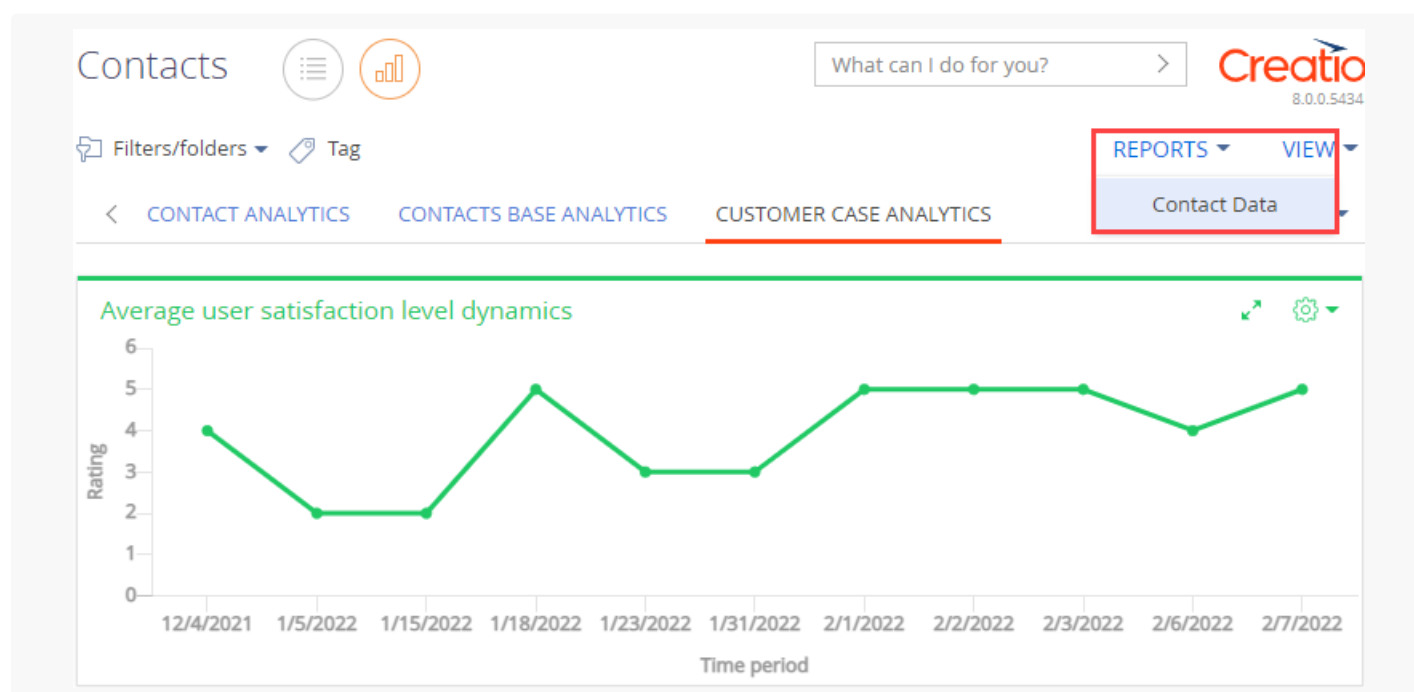 Contacts
What can I do for you?
Creatio
8.0.0.5434
Filters/folders
Tag
REPORTS
VIEW
Contact Data
CONTACT ANALYTICS
CONTACTS BASE ANALYTICS
CUSTOMER CASE ANALYTICS
Average user satisfaction level dynamics
6
5
4
3
2
1
0
Rating
12/4/2021 1/5/2022 1/15/2022 1/18/2022 1/23/2022 1/31/2022 2/1/2022 2/2/2022 2/3/2022 2/6/2022 2/7/2022
Time period